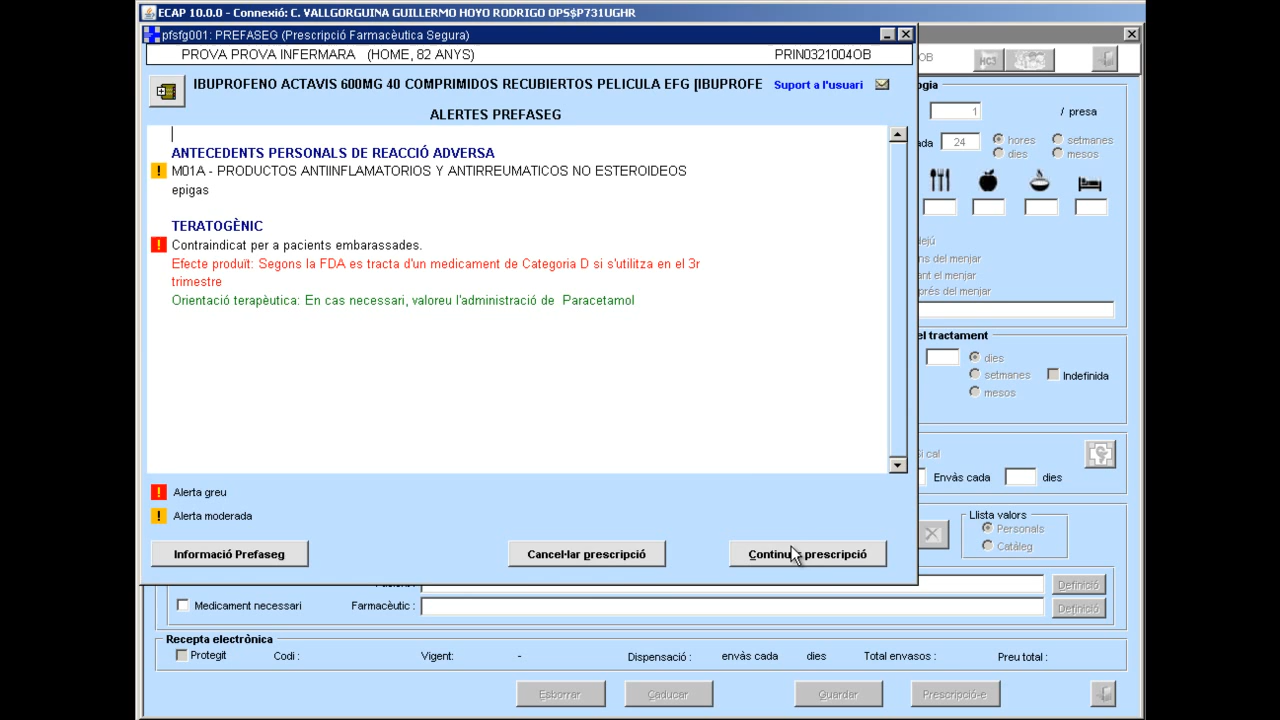 ECAP 10.0.0 - Connexió: C. VALLGORGUINA GUILLERMO HOYO RODRIGO OPS$P731UGHR
pfsfg001: PREFASEG (Prescripció Farmacèutica Segura)
PROVA PROVA INFERMARA (HOME, 82 ANYS) PRIN0321004OB
OB
HC3
IBUPROFENO ACTAVIS 600MG 40 COMPRIMIDOS RECUBIERTOS PELICULA EFG [IBUPROFE
Suport a l'usuari
ALERTES PREFASEG
ANTECEDENTS PERSONALS DE REACCIÓ ADVERSA
! M01A - PRODUCTOS ANTIINFLAMATORIOS Y ANTIRREUMATICOS NO ESTEROIDEOS
epigas
TERATOGÈNIC
! Contraindicat per a pacients embarassades.
Efecte produït: Segons la FDA es tracta d'un medicament de Categoria D si s'utilitza en el 3r
trimestre
Orientació terapèutica: En cas necessari, valoreu l'administració de Paracetamol
! Alerta greu
! Alerta moderada
Informació Prefaseg
Cancel·lar prescripció
prescripció
ogia
1 / presa
ada 24 hores setmanes
dies mesos
dejú
ns del menjar
ant el menjar
prés del menjar
el tractament
dies
setmanes Indefinida
mesos
Si cal
Envàs cada dies
Llista valors
Personals
Catàleg
Definició
Medicament necessari Farmacèutic : Definició
Recepta electrònica
Protegit Codi : Vigent: - Dispensació : envàs cada dies Total envasos : Preu total :
Esborrar Caducar Guardar Prescripció-e